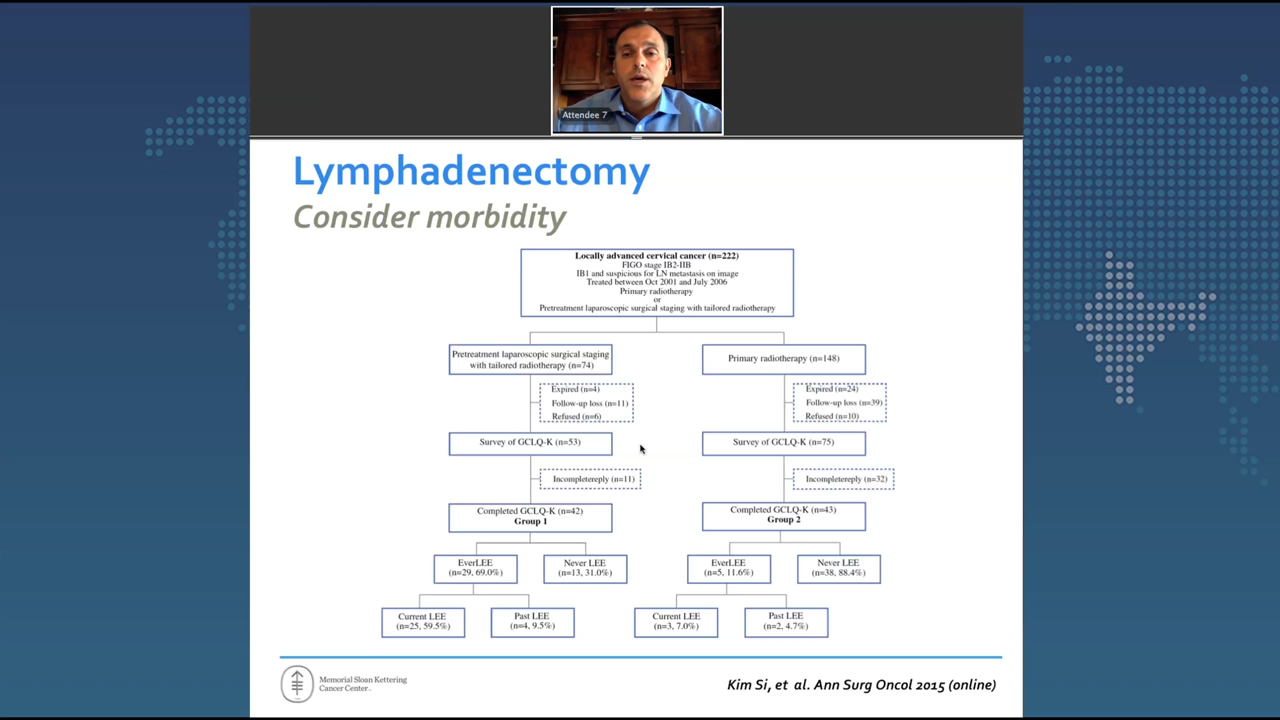 Attendee 7
Lymphadenectomy
Consider morbidity
Locally advanced cervical cancer (n=222)
FIGO stage IB2-IIB
IB1 and suspicious for LN metastasis on image
Treated between Oct 2001 and July 2006
Primary radiotherapy
or
Pretreatment laparoscopic surgical staging with tailored radiotherapy
Pretreatment laparoscopic surgical staging
with tailored radiotherapy (n=74)
Primary radiotherapy (n=148)
Expired (n=4)
Follow-up loss (n=11)
Refused (n=6)
Expired (n=24)
Follow-up loss (n=39)
Refused (n=10)
Survey of GCLQ-K (n=53)
Survey of GCLQ-K (n=75)
Incompletereply (n=11)
Incompletereply (n=32)
Completed GCLQ-K (n=42)
Group 1
Completed GCLQ-K (n=43)
Group 2
EverLEE
(n=29, 69.0%)
Never LEE
(n=13, 31.0%)
EverLEE
(n=5, 11.6%)
Never LEE
(n=38, 88.4%)
Current LEE
(n=25, 59.5%)
Past LEE
(n=4, 9.5%)
Current LEE
(n=3, 7.0%)
Past LEE
(n=2, 4.7%)
Memorial Sloan Kettering
Cancer Center
Kim Si, et al. Ann Surg Oncol 2015 (online)